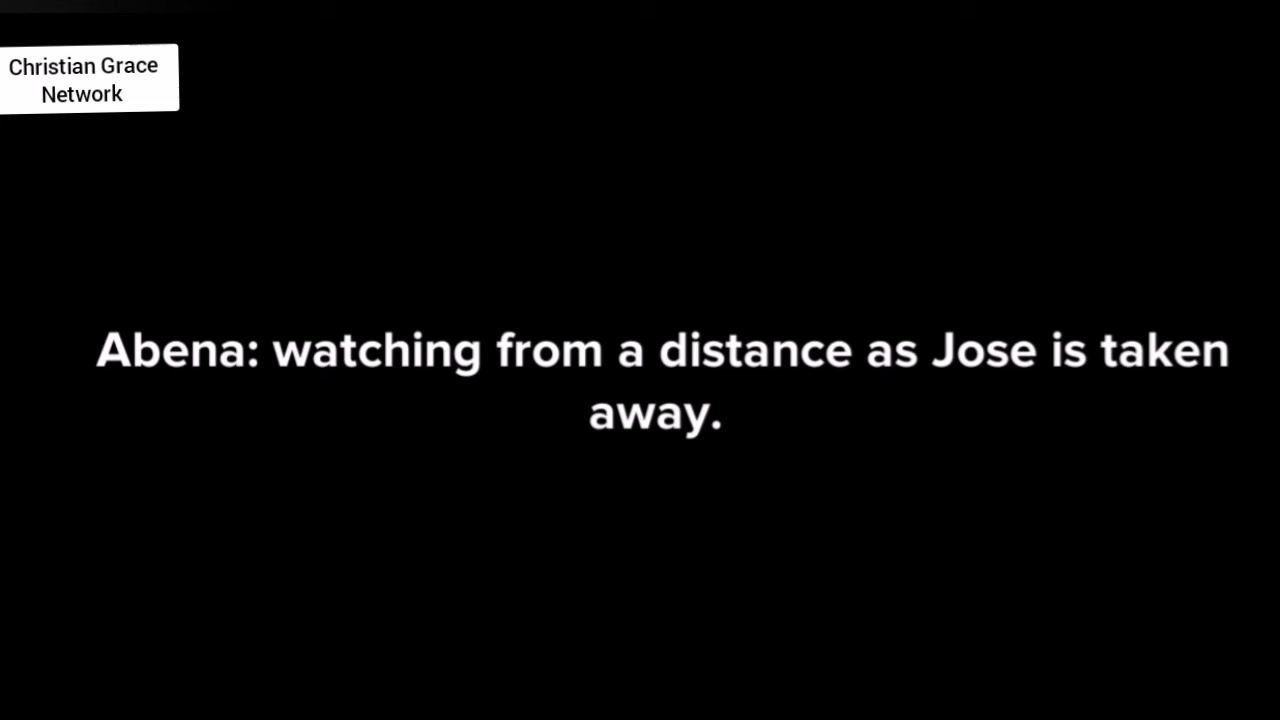 Christian Grace
Network
Abena: watching from a distance as Jose is taken
away.